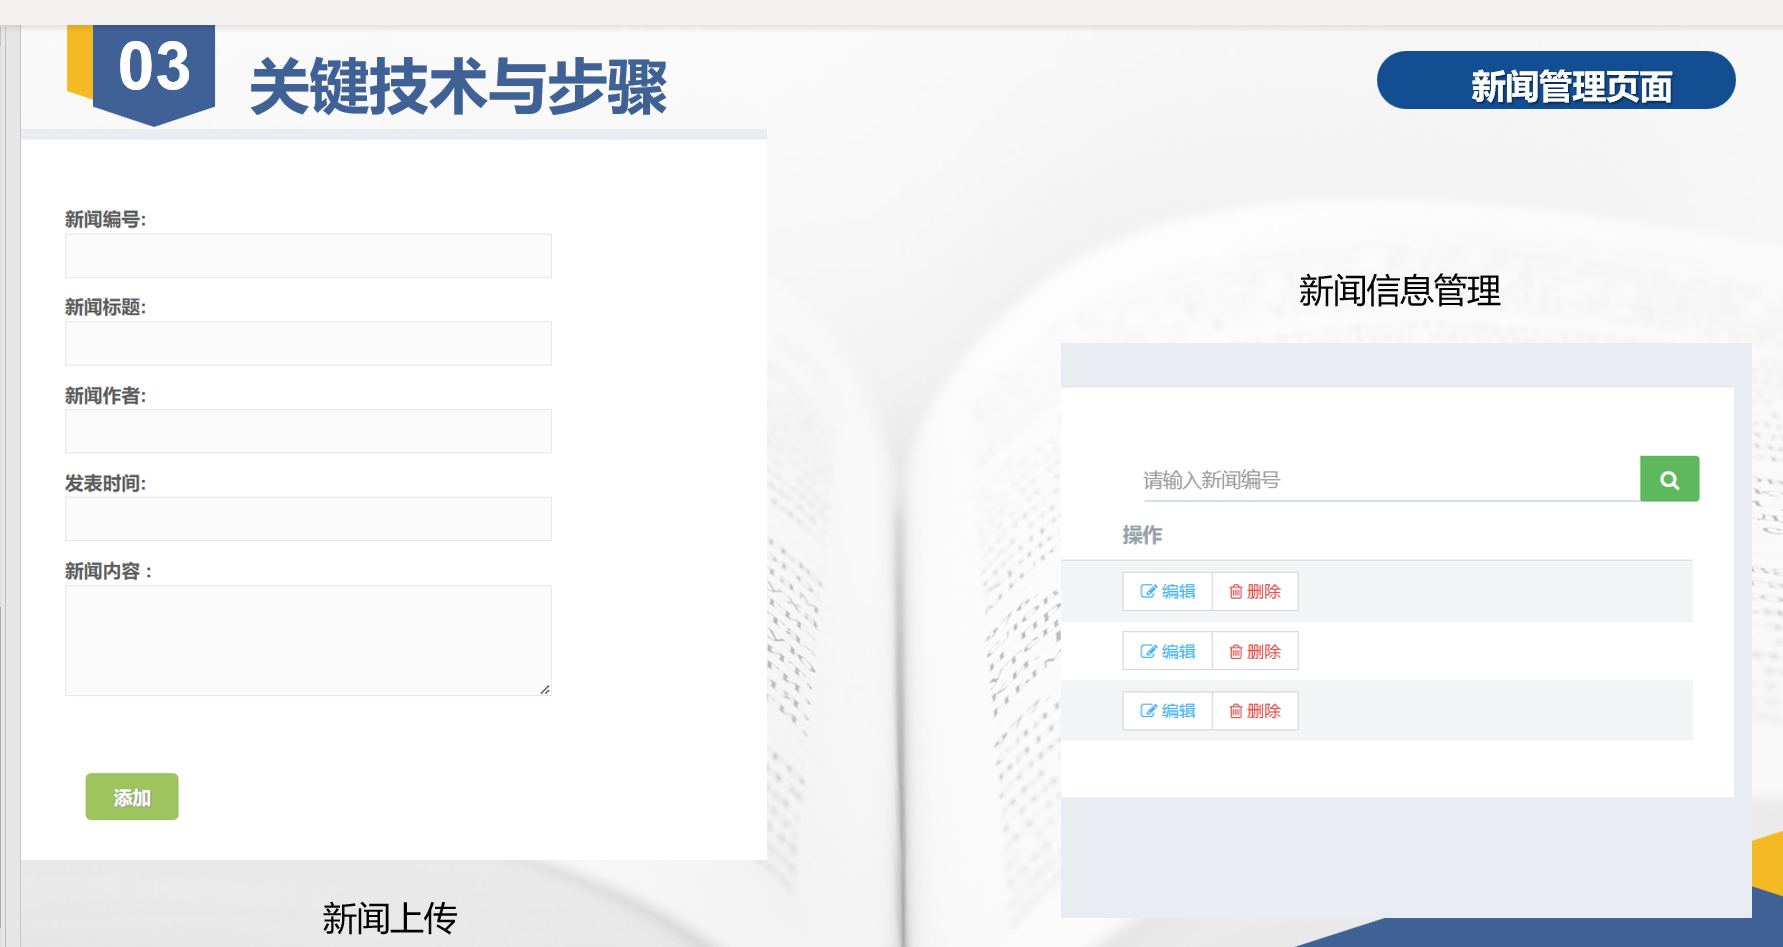 03
关键技术与步骤
新闻管理页面
新闻编号:
新闻标题:
新闻作者:
发表时间:
新闻内容 :
添加
新闻上传
新闻信息管理
请输入新闻编号
操作
编辑 删除
编辑 删除
编辑 删除